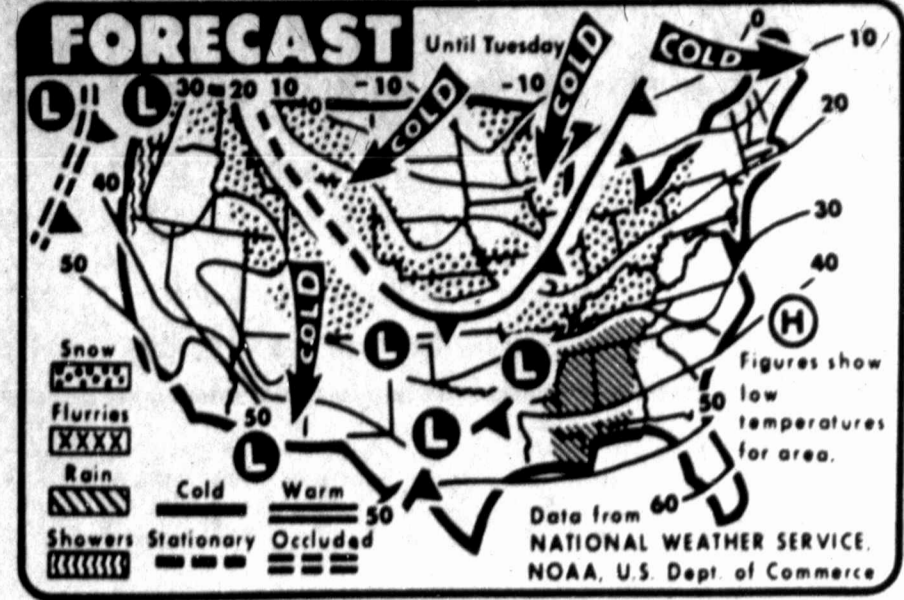 FORECAST Until Tuesday
COLD COLD COLD
0 10 20 30 40
L L 30 20 10 0 -10 -10
40
50
COLD
L L L L
H
50 50 50 60
Figures show
low
temperatures
for area.
Snow
Flurries
XXXX
Rain
Showers
Cold Warm
Stationary Occluded
Data from
NATIONAL WEATHER SERVICE,
NOAA, U.S. Dept. of Commerce